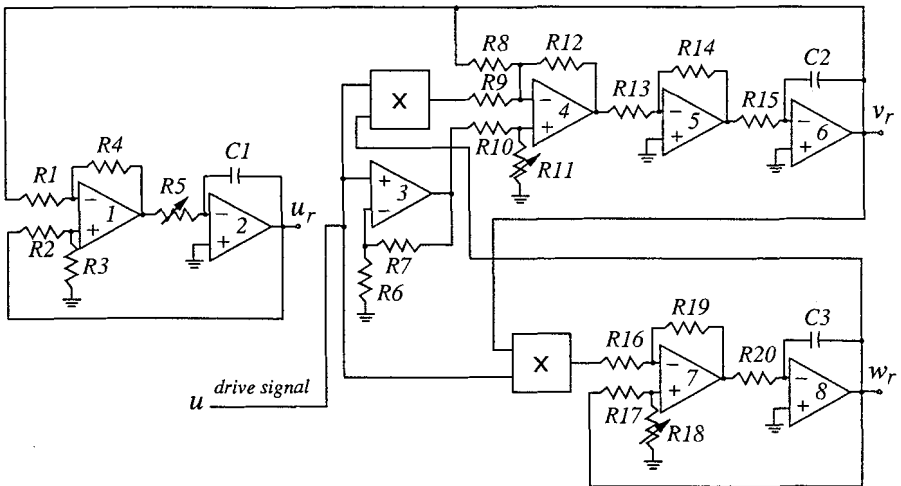 R8
R12
R14
C2
R9
R13
R15
X
−
+
4
−
+
5
−
+
6
v_r
R10
R11
R1
R4
R5
C1
−
+
1
−
+
2
u_r
R2
R3
+
−
3
R7
R6
R19
C3
R16
R20
X
−
+
7
−
+
8
w_r
u drive signal
R17
R18